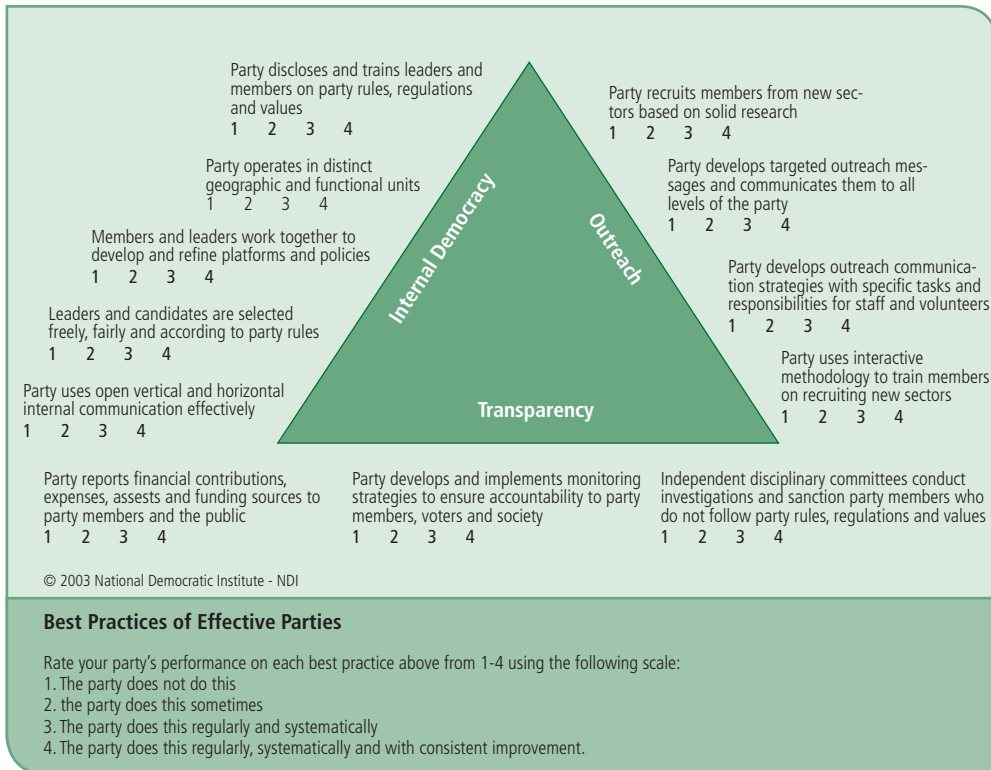 Party discloses and trains leaders and
members on party rules, regulations
and values
1 2 3 4
Party operates in distinct
geographic and functional units
1 2 3 4
Members and leaders work together to
develop and refine platforms and policies
1 2 3 4
Leaders and candidates are selected
freely, fairly and according to party rules
1 2 3 4
Party uses open vertical and horizontal
internal communication effectively
1 2 3 4
Internal Democracy
Outreach
Transparency
Party recruits members from new sec-
tors based on solid research
1 2 3 4
Party develops targeted outreach mes-
sages and communicates them to all
levels of the party
1 2 3 4
Party develops outreach communica-
tion strategies with specific tasks and
responsibilities for staff and volunteers
1 2 3 4
Party uses interactive
methodology to train members
on recruiting new sectors
1 2 3 4
Party reports financial contributions,
expenses, assests and funding sources to
party members and the public
1 2 3 4
Party develops and implements monitoring
strategies to ensure accountability to party
members, voters and society
1 2 3 4
Independent disciplinary committees conduct
investigations and sanction party members who
do not follow party rules, regulations and values
1 2 3 4
© 2003 National Democratic Institute - NDI
Best Practices of Effective Parties
Rate your party's performance on each best practice above from 1-4 using the following scale:
1. The party does not do this
2. the party does this sometimes
3. The party does this regularly and systematically
4. The party does this regularly, systematically and with consistent improvement.